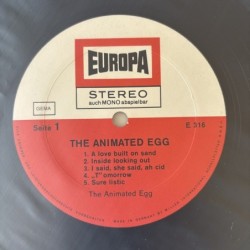 EUROPA
STEREO
auch MONO abspielbar
GEMA
Seite 1
E 316
THE ANIMATED EGG
1. A love built on sand
2. Inside looking out
3. I said, she said, ah cid
4. „T"omorrow
5. Sure listic
The Animated Egg